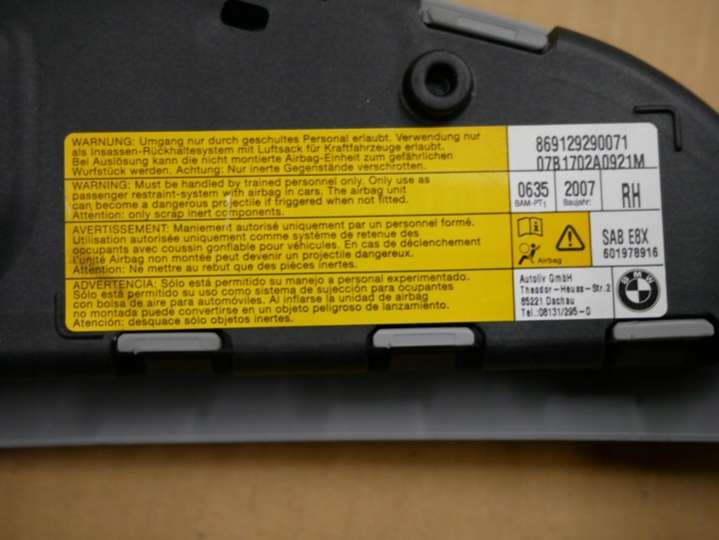 WARNUNG: Umgang nur durch geschultes Personal erlaubt. Verwendung nur
als Insassen-Rückhaltesystem mit Luftsack für Kraftfahrzeuge erlaubt.
Bei Auslösung kann die nicht montierte Airbag-Einheit zum gefährlichen
Wurfstück werden. Achtung: Nur inerte Gegenstände verschrotten.
WARNING: Must be handled by trained personnel only. Only use as
passenger restraint-system with airbag in cars. The airbag unit
can become a dangerous projectile if triggered when not fitted.
Attention: only scrap inert components.
AVERTISSEMENT: Maniement autorisé uniquement par un personnel formé.
Utilisation autorisée uniquement comme système de retenue des
occupants avec coussin gonflable pour véhicules. En cas de déclenchement
l'unité Airbag non montée peut devenir un projectile dangereux.
Attention: Ne mettre au rebut que des pièces inertes.
ADVERTENCIA: Sólo está permitido su manejo a personal experimentado.
Sólo está permitido su uso como sistema de sujección para ocupantes
con bolsa de aire para automóviles. Al inflarse la unidad de airbag
no montada puede convertirse en un objeto peligroso de lanzamiento.
Atención: desquace sólo objetos inertes.
869129290071
07B1702A0921M
0635 2007 RH
BAM-PT1 Baujahr:
Airbag
SAB E8X
601978916
Autoliv GmbH
Theodor-Heuss-Str.2
85221 Dachau
Tel.:08131/295-0
BMW